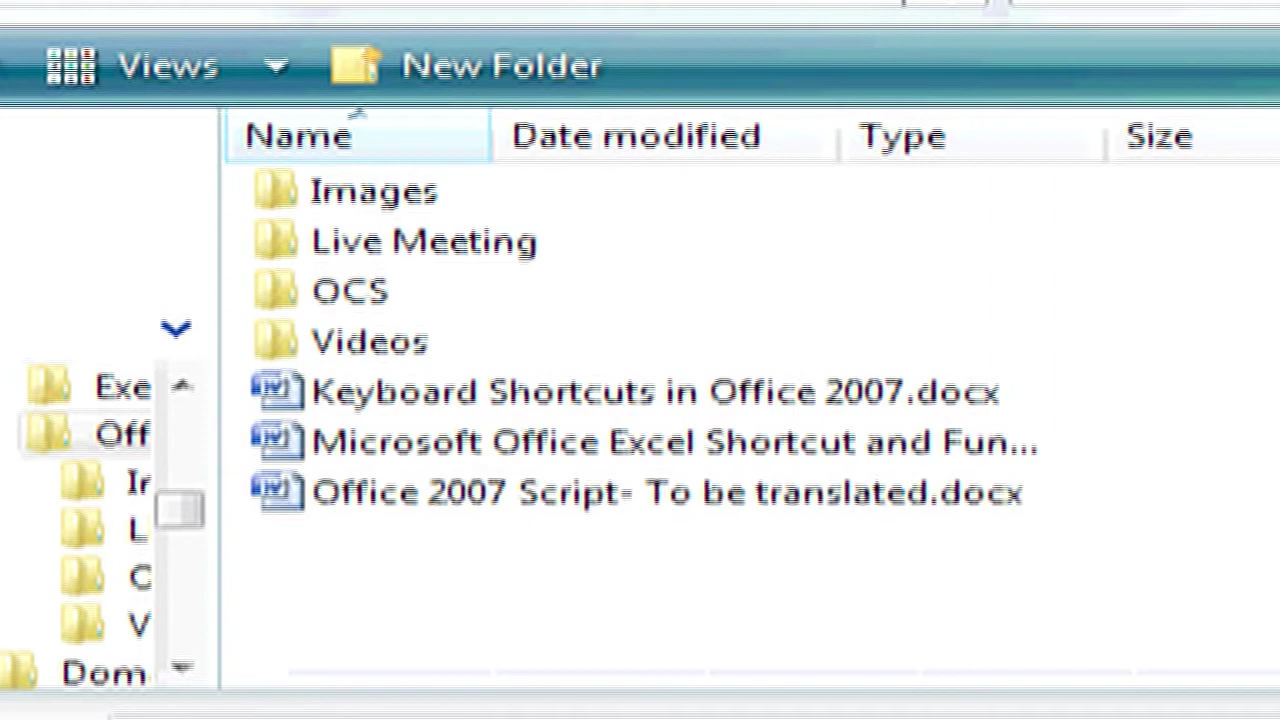 Views New Folder
Name Date modified Type Size
Images
Live Meeting
OCS
Videos
Keyboard Shortcuts in Office 2007.docx
Microsoft Office Excel Shortcut and Fun...
Office 2007 Script- To be translated.docx
Exe
Off
Ir
L
C
V
Dom